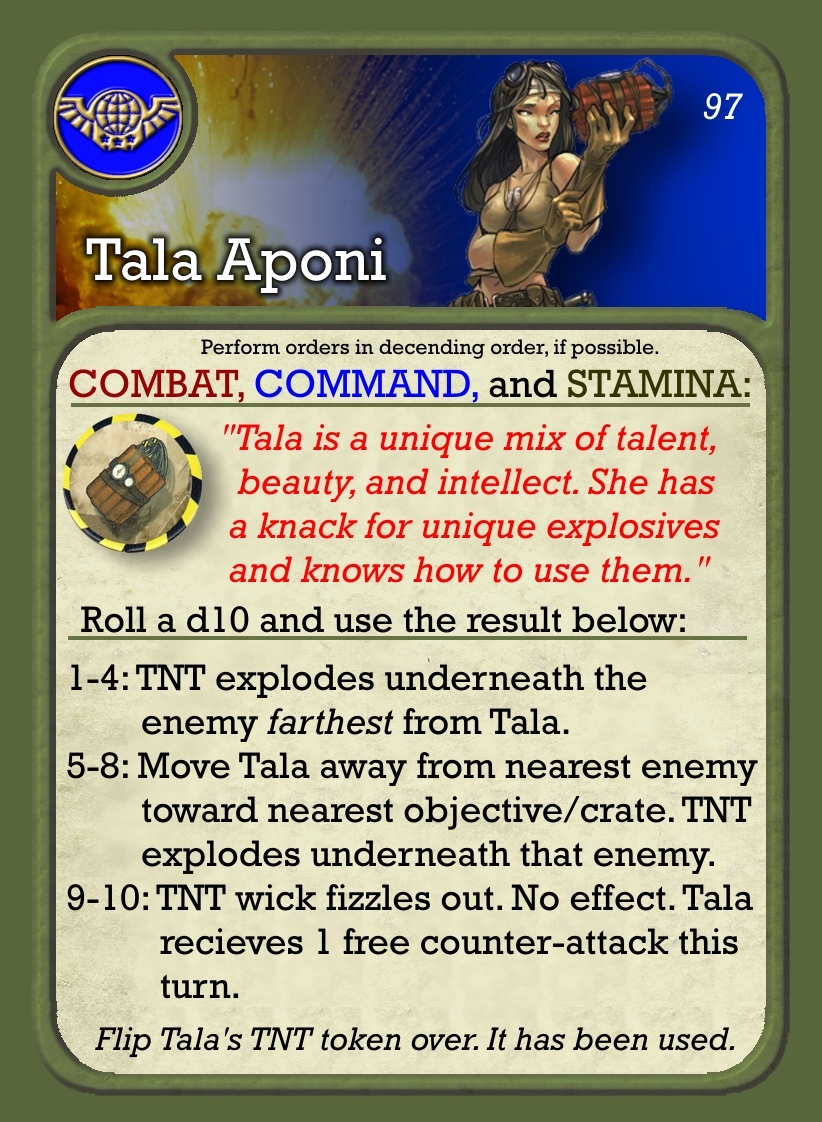 97
Tala Aponi
Perform orders in decending order, if possible.
COMBAT, COMMAND, and STAMINA:
"Tala is a unique mix of talent,
beauty, and intellect. She has
a knack for unique explosives
and knows how to use them."
Roll a d10 and use the result below:
1-4: TNT explodes underneath the
enemy farthest from Tala.
5-8: Move Tala away from nearest enemy
toward nearest objective/crate. TNT
explodes underneath that enemy.
9-10: TNT wick fizzles out. No effect. Tala
recieves 1 free counter-attack this
turn.
Flip Tala's TNT token over. It has been used.